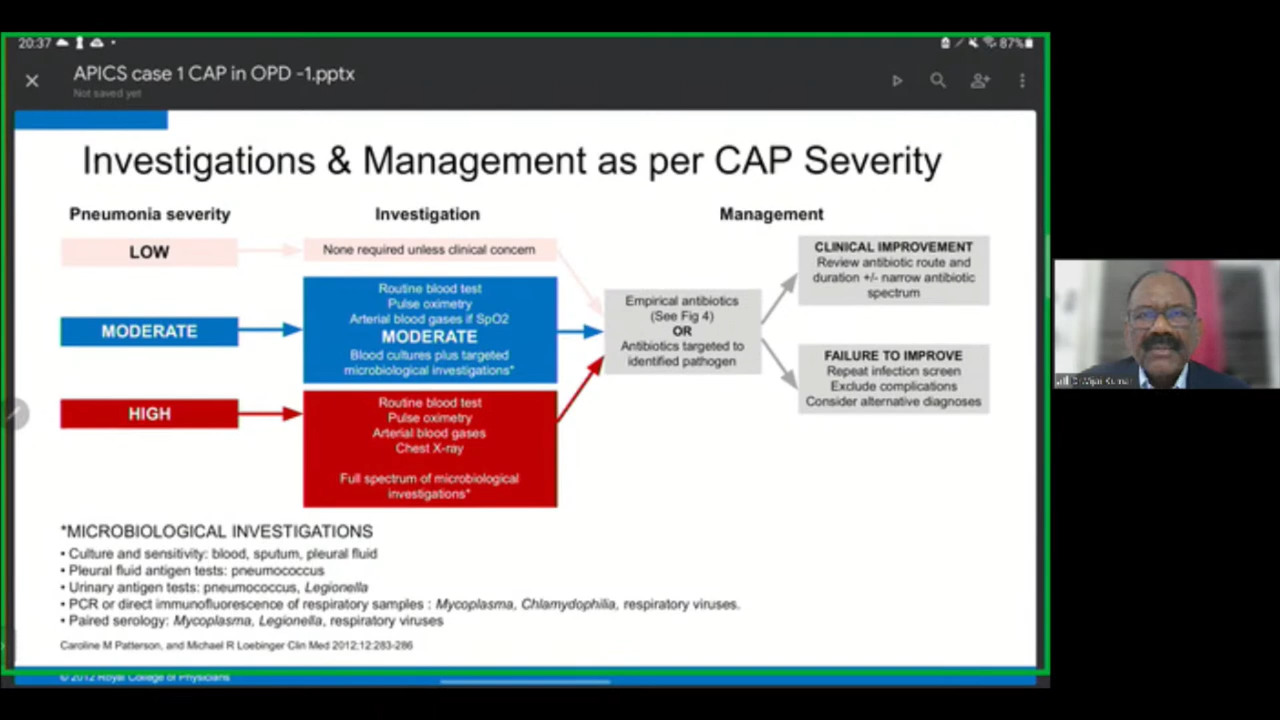 20:37
87%
APICS case 1 CAP in OPD -1.pptx
Not saved yet
Investigations & Management as per CAP Severity
Pneumonia severity
Investigation
Management
LOW
None required unless clinical concern
MODERATE
Routine blood test
Pulse oximetry
Arterial blood gases if SpO2
MODERATE
Blood cultures plus targeted
microbiological investigations*
HIGH
Routine blood test
Pulse oximetry
Arterial blood gases
Chest X-ray
Full spectrum of microbiological
investigations*
Empirical antibiotics
(See Fig 4)
OR
Antibiotics targeted to
identified pathogen
CLINICAL IMPROVEMENT
Review antibiotic route and
duration +/- narrow antibiotic
spectrum
FAILURE TO IMPROVE
Repeat infection screen
Exclude complications
Consider alternative diagnoses
*MICROBIOLOGICAL INVESTIGATIONS
• Culture and sensitivity: blood, sputum, pleural fluid
• Pleural fluid antigen tests: pneumococcus
• Urinary antigen tests: pneumococcus, Legionella
• PCR or direct immunofluorescence of respiratory samples : Mycoplasma, Chlamydophilia, respiratory viruses.
• Paired serology: Mycoplasma, Legionella, respiratory viruses
Caroline M Patterson, and Michael R Loebinger Clin Med 2012;12:283-286
© 2012 Royal College of Physicians
Kumar